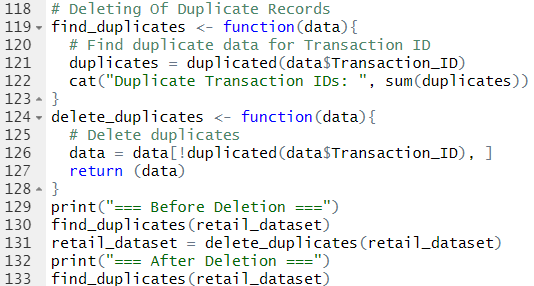 118 # Deleting Of Duplicate Records
119 find_duplicates <- function(data){
120   # Find duplicate data for Transaction ID
121   duplicates = duplicated(data$Transaction_ID)
122   cat("Duplicate Transaction IDs: ", sum(duplicates))
123 }
124 delete_duplicates <- function(data){
125   # Delete duplicates
126   data = data[!duplicated(data$Transaction_ID), ]
127   return (data)
128 }
129 print("=== Before Deletion ===")
130 find_duplicates(retail_dataset)
131 retail_dataset = delete_duplicates(retail_dataset)
132 print("=== After Deletion ===")
133 find_duplicates(retail_dataset)